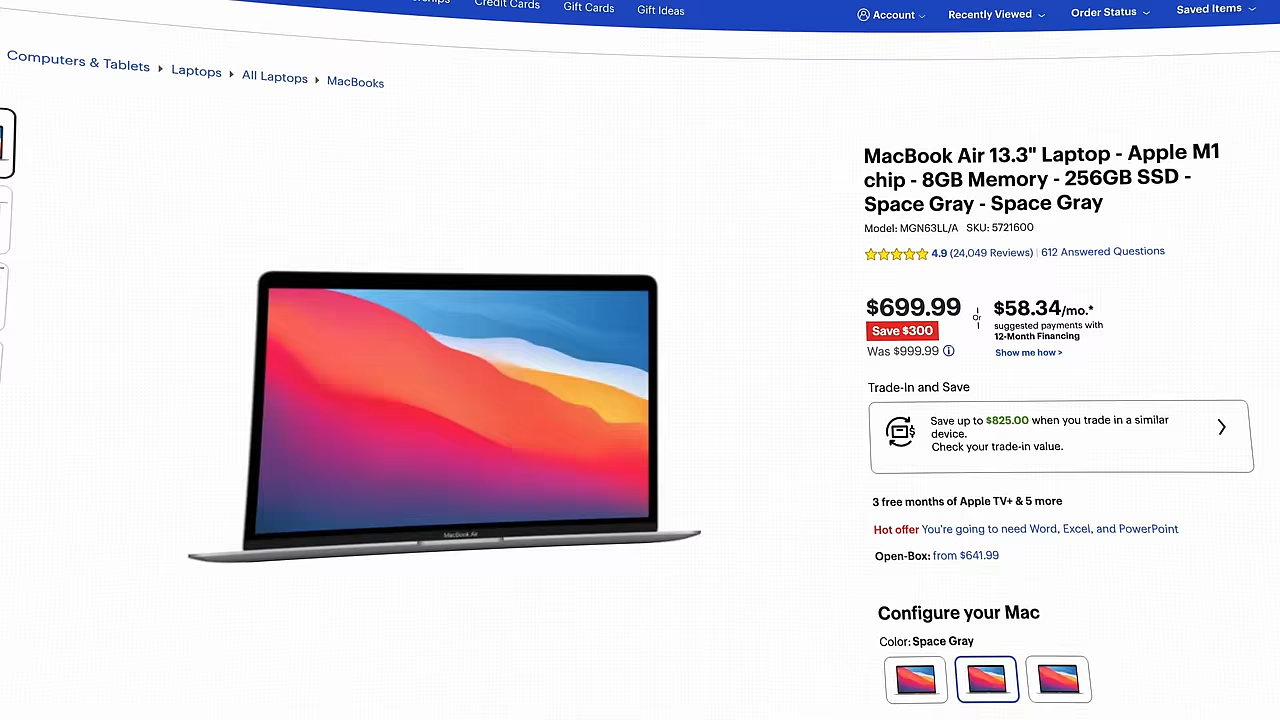 Credit Cards
Gift Cards
Gift Ideas
Account
Recently Viewed
Order Status
Saved Items
Computers & Tablets
Laptops
All Laptops
MacBooks
MacBook Air 13.3" Laptop - Apple M1
chip - 8GB Memory - 256GB SSD -
Space Gray - Space Gray
Model: MGN63LL/A SKU: 5721600
4.9 (24,049 Reviews) | 612 Answered Questions
$699.99
Save $300
Was $999.99
or
$58.34/mo.*
suggested payments with
12-Month Financing
Show me how >
Trade-In and Save
Save up to $825.00 when you trade in a similar
device.
Check your trade-in value.
3 free months of Apple TV+ & 5 more
Hot offer You're going to need Word, Excel, and PowerPoint
Open-Box: from $641.99
MacBook Air
Configure your Mac
Color: Space Gray